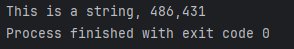 This is a string, 486,431
Process finished with exit code 0